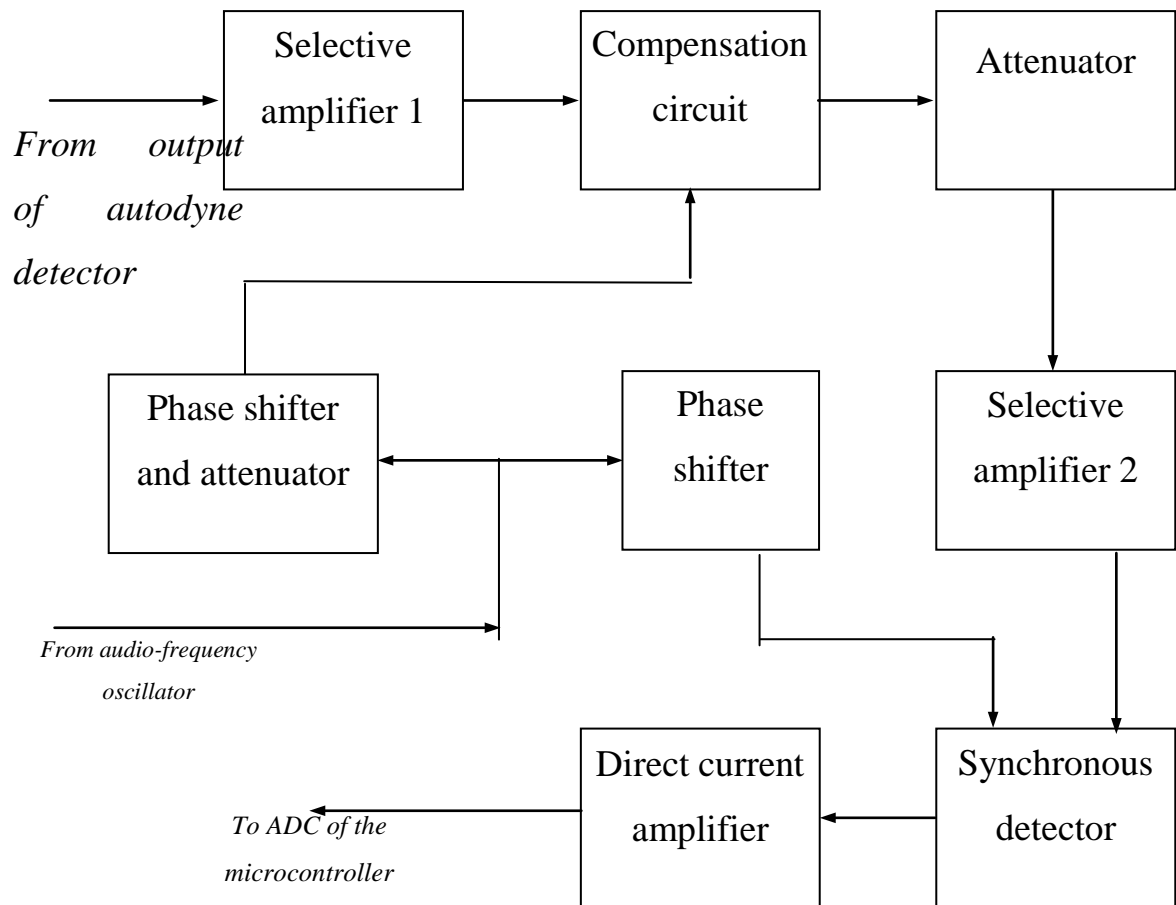 Selective
amplifier 1
Compensation
circuit
Attenuator
From output
of autodyne
detector
Phase shifter
and attenuator
Phase
shifter
Selective
amplifier 2
From audio-frequency
oscillator
Direct current
amplifier
Synchronous
detector
To ADC of the
microcontroller